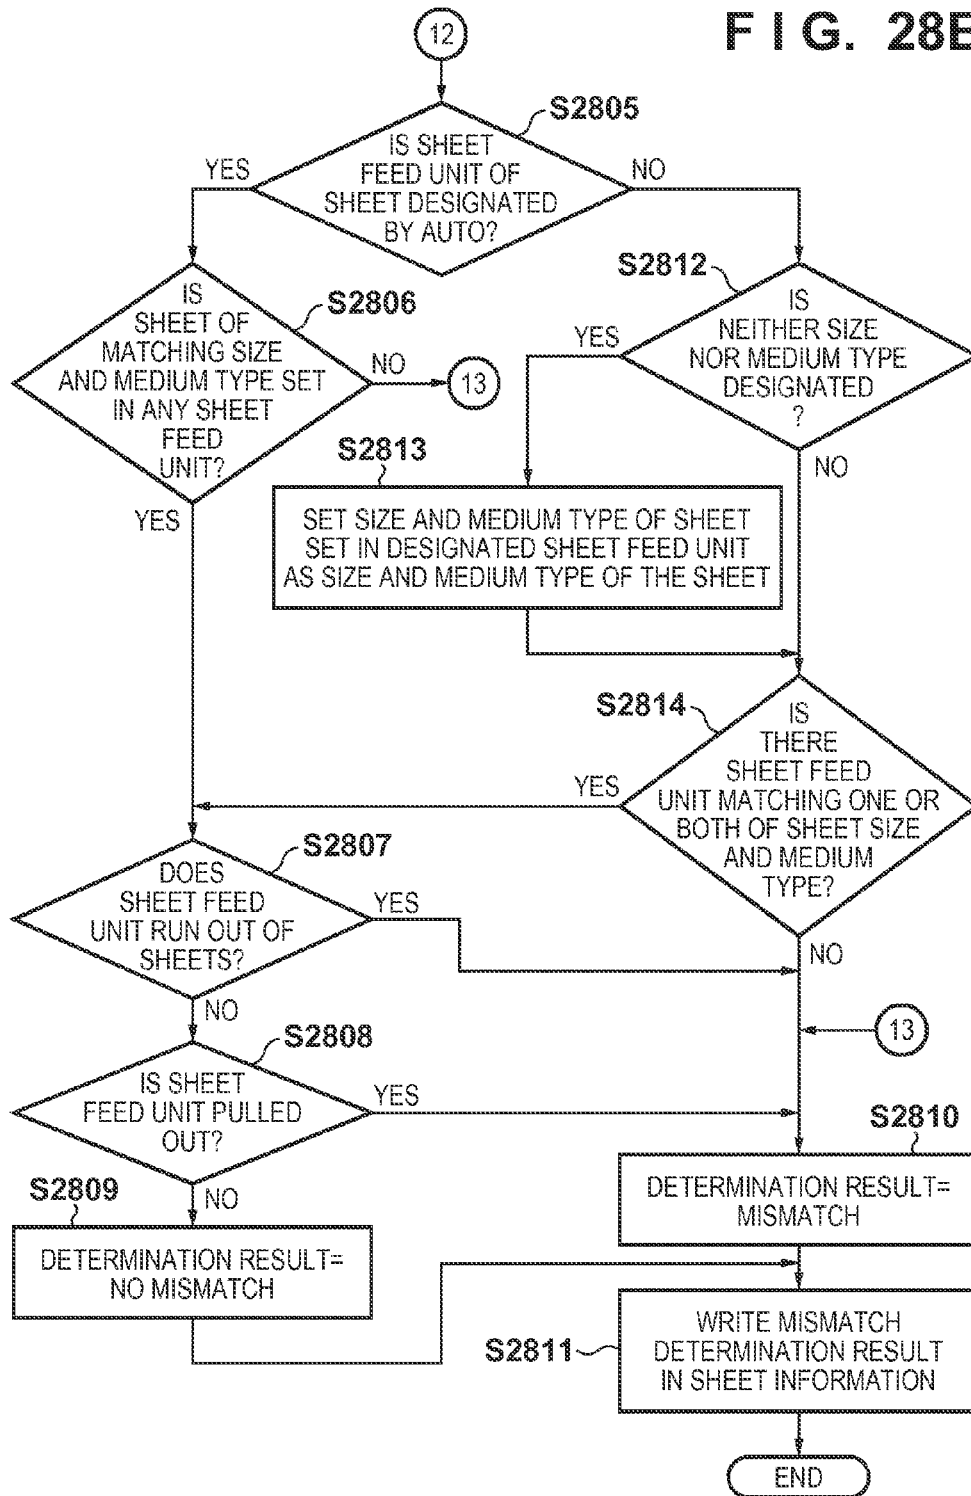 12
F I G. 28B
S2805
IS SHEET
FEED UNIT OF
SHEET DESIGNATED
BY AUTO?
YES
NO
S2806
IS
SHEET OF
MATCHING SIZE
AND MEDIUM TYPE SET
IN ANY SHEET
FEED
UNIT?
NO
13
YES
S2812
IS
NEITHER SIZE
NOR MEDIUM TYPE
DESIGNATED
?
YES
NO
S2813
SET SIZE AND MEDIUM TYPE OF SHEET
SET IN DESIGNATED SHEET FEED UNIT
AS SIZE AND MEDIUM TYPE OF THE SHEET
S2814
IS
THERE
SHEET FEED
UNIT MATCHING ONE OR
BOTH OF SHEET SIZE
AND MEDIUM
TYPE?
YES
NO
S2807
DOES
SHEET FEED
UNIT RUN OUT OF
SHEETS?
YES
NO
13
S2808
IS SHEET
FEED UNIT PULLED
OUT?
YES
NO
S2809
DETERMINATION RESULT=
NO MISMATCH
S2810
DETERMINATION RESULT=
MISMATCH
S2811
WRITE MISMATCH
DETERMINATION RESULT
IN SHEET INFORMATION
END